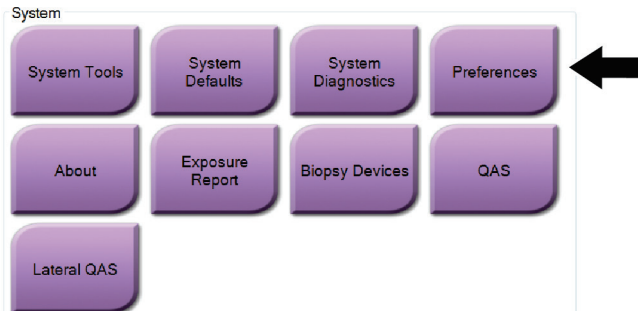 System
System Tools
System
Defaults
System
Diagnostics
Preferences
About
Exposure
Report
Biopsy Devices
QAS
Lateral QAS